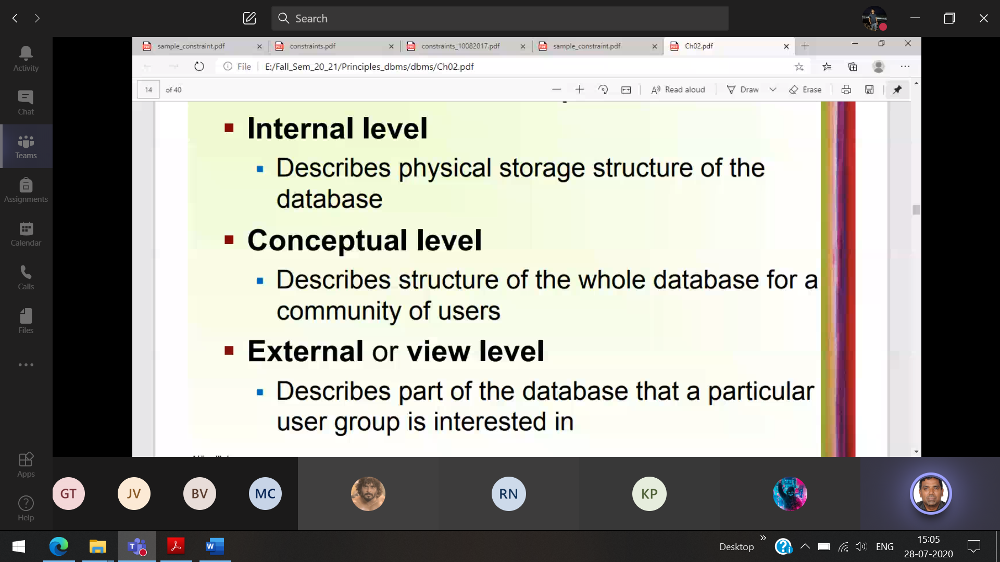 Search
Activity
Chat
Teams
Assignments
Calendar
Calls
Files
Apps
Help
sample_constraint.pdf
constraints.pdf
constraints_10082017.pdf
sample_constraint.pdf
Ch02.pdf
File
E:/Fall_Sem_20_21/Principles_dbms/dbms/Ch02.pdf
14 of 40
Read aloud
Draw
Erase
Internal level
Describes physical storage structure of the
database
Conceptual level
Describes structure of the whole database for a
community of users
External or view level
Describes part of the database that a particular
user group is interested in
GT
JV
BV
MC
RN
KP
Desktop
ENG
15:05
28-07-2020